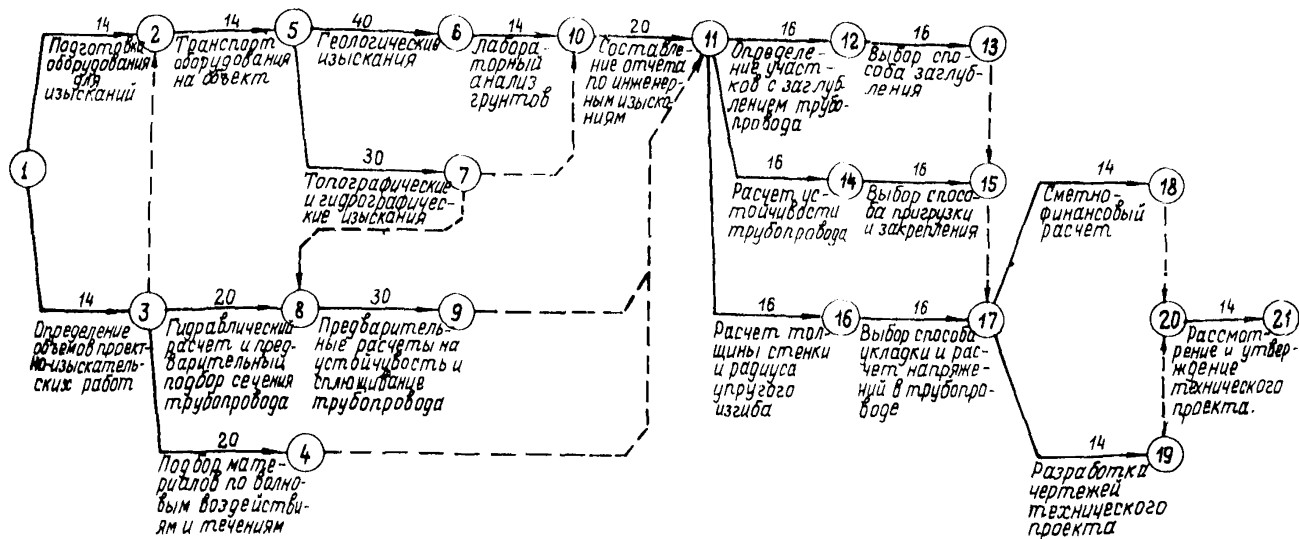 14
2
14
5
40
6
14
10
20
11
16
12
16
13
Подготовка
оборудования
для
изысканий
Транспорт
оборудования
на объект
Геологические
изыскания
Лабора-
торный
анализ
грунтов
Составле-
ние отчета
по инженер-
ным изыска-
ниям
Определе-
ние участ-
ков с заглуб-
лением трубо-
провода
Выбор спо-
соба заглуб-
ления
1
30
7
Топографические
и гидрографичес-
кие изыскания
16
14
16
15
Расчет ус-
тойчивости
трубопровода
Выбор спосо-
ба пригрузки
и закрепления
14
18
Сметно-
финансовый
расчет
14
3
20
8
30
9
Определение
объемов проект-
но-изыскатель-
ских работ
Гидравлический
расчет и пред-
варительный
подбор сечения
трубопровода
Предваритель-
ные расчеты на
устойчивость и
сплющивание
трубопровода
16
16
16
17
Расчет тол-
щины стенки
и радиуса
упругого
изгиба
Выбор способа
укладки и рас-
чет напряже-
ний в трубопро-
воде
20
14
21
Рассмот-
рение и утвер-
ждение
технического
проекта.
20
4
Подбор мате-
риалов по волно-
вым воздействи-
ям и течениям
14
19
Разработка
чертежей
технического
проекта